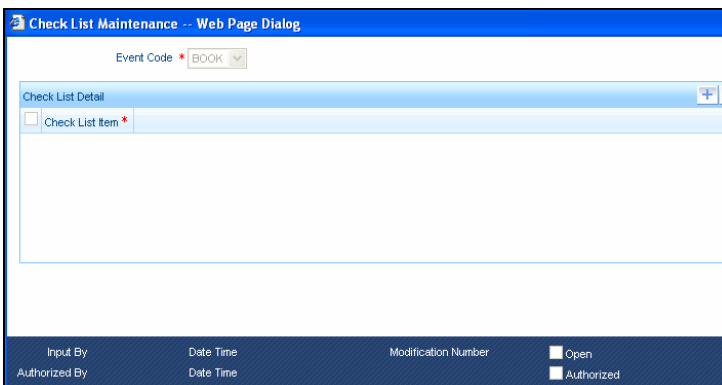 Check List Maintenance -- Web Page Dialog
Event Code * BOOK
Check List Detail
Check List Item *
Input By Date Time Modification Number Open
Authorized By Date Time Authorized